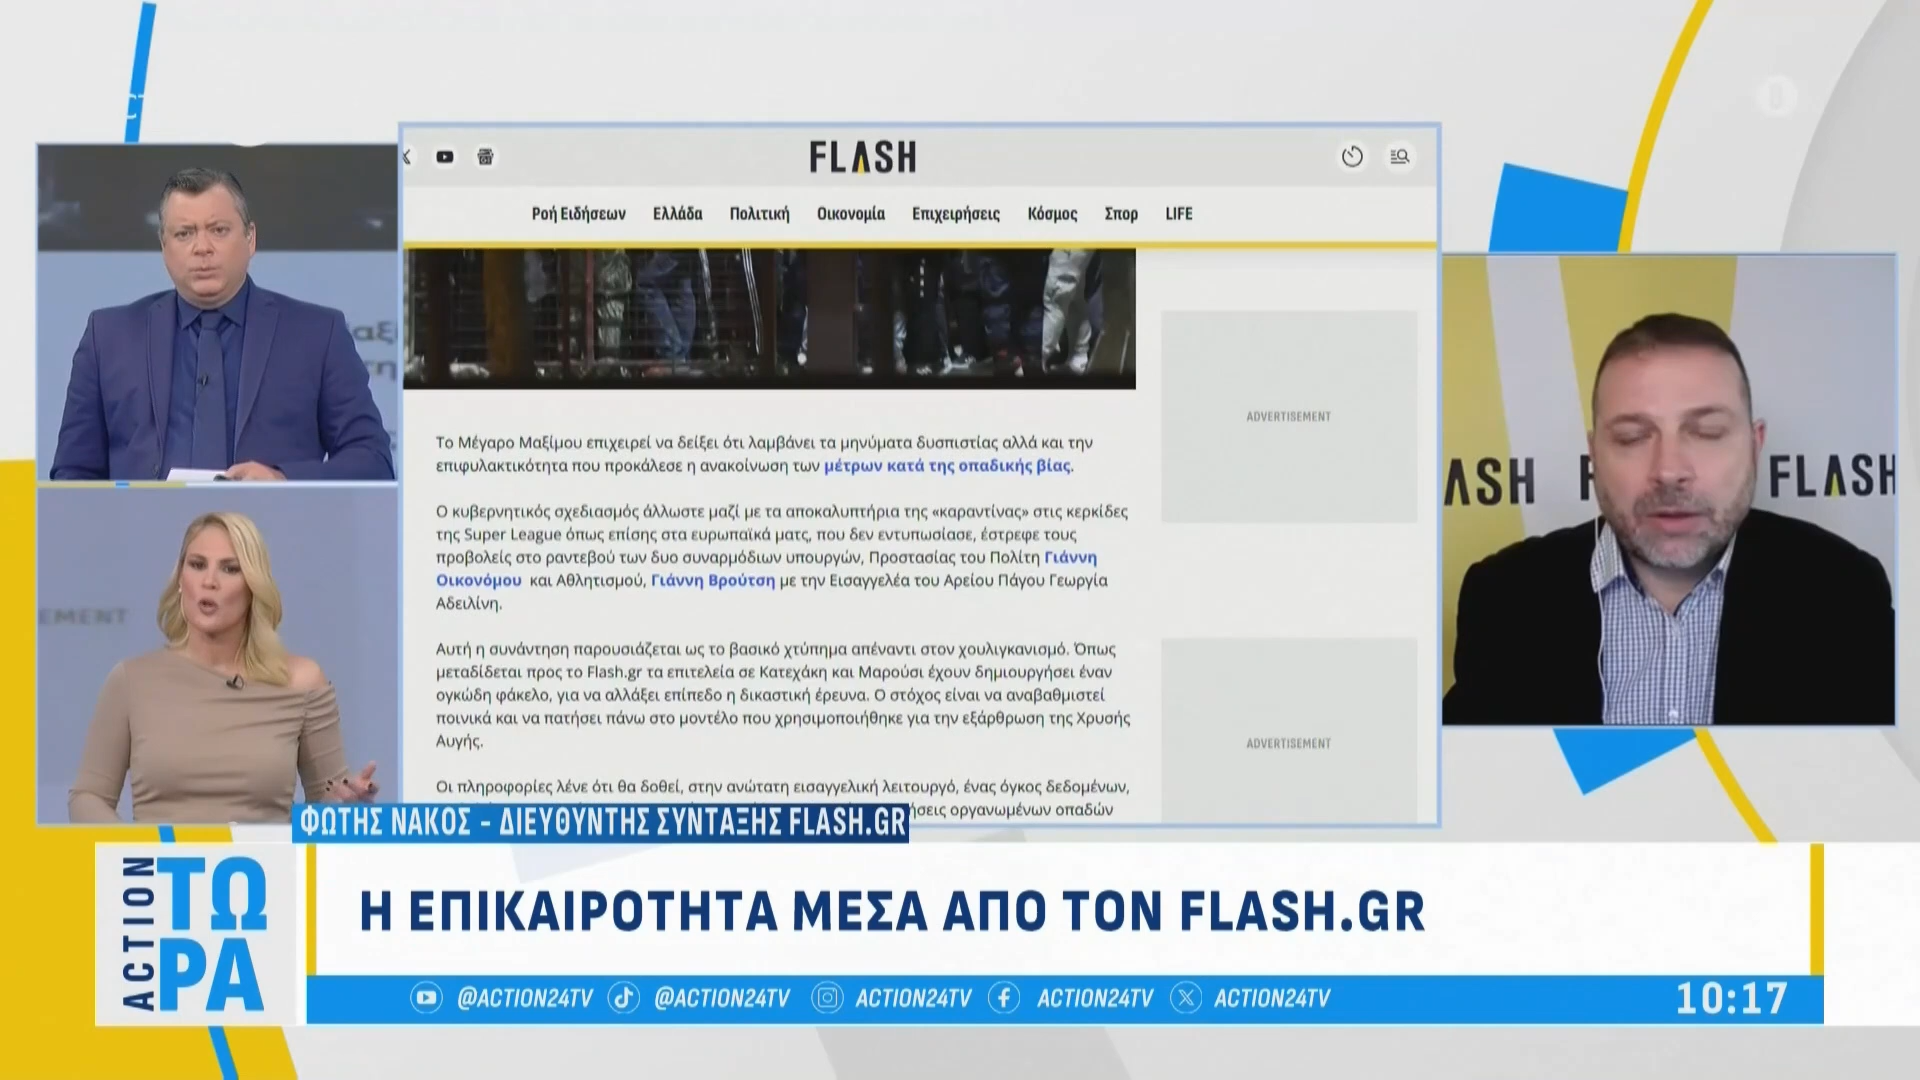 FLASH
Ροή Ειδήσεων Ελλάδα Πολιτική Οικονομία Επιχειρήσεις Κόσμος Σπορ LIFE
ADVERTISEMENT
Το Μέγαρο Μαξίμου επιχειρεί να δείξει ότι λαμβάνει τα μηνύματα δυσπιστίας αλλά και την
επιφυλακτικότητα που προκάλεσε η ανακοίνωση των μέτρων κατά της οπαδικής βίας.
Ο κυβερνητικός σχεδιασμός άλλωστε μαζί με τα αποκαλυπτήρια της «καραντίνας» στις κερκίδες
της Super League όπως επίσης στα ευρωπαϊκά ματς, που δεν εντυπωσίασε, έστρεφε τους
προβολείς στο ραντεβού των δυο συναρμόδιων υπουργών, Προστασίας του Πολίτη Γιάννη
Οικονόμου και Αθλητισμού, Γιάννη Βρούτση με την Εισαγγελέα του Αρείου Πάγου Γεωργία
Αδειλίνη.
Αυτή η συνάντηση παρουσιάζεται ως το βασικό χτύπημα απέναντι στον χουλιγκανισμό. Όπως
μεταδίδεται προς το Flash.gr τα επιτελεία σε Κατεχάκη και Μαρούσι έχουν δημιουργήσει έναν
ογκώδη φάκελο, για να αλλάξει επίπεδο η δικαστική έρευνα. Ο στόχος είναι να αναβαθμιστεί
ποινικά και να πατήσει πάνω στο μοντέλο που χρησιμοποιήθηκε για την εξάρθρωση της Χρυσής
Αυγής.
ADVERTISEMENT
Οι πληροφορίες λένε ότι θα δοθεί, στην ανώτατη εισαγγελική λειτουργό, ένας όγκος δεδομένων,
οργανωμένων οπαδών
ASH F FLASH
EMENT
ΦΩΤΗΣ ΝΑΚΟΣ - ΔΙΕΥΘΥΝΤΗΣ ΣΥΝΤΑΞΗΣ FLASH.GR
ACTION ΤΩ
ΡΑ
Η ΕΠΙΚΑΙΡΟΤΗΤΑ ΜΕΣΑ ΑΠΟ ΤΟΝ FLASH.GR
@ACTION24TV @ACTION24TV ACTION24TV ACTION24TV ACTION24TV 10:17